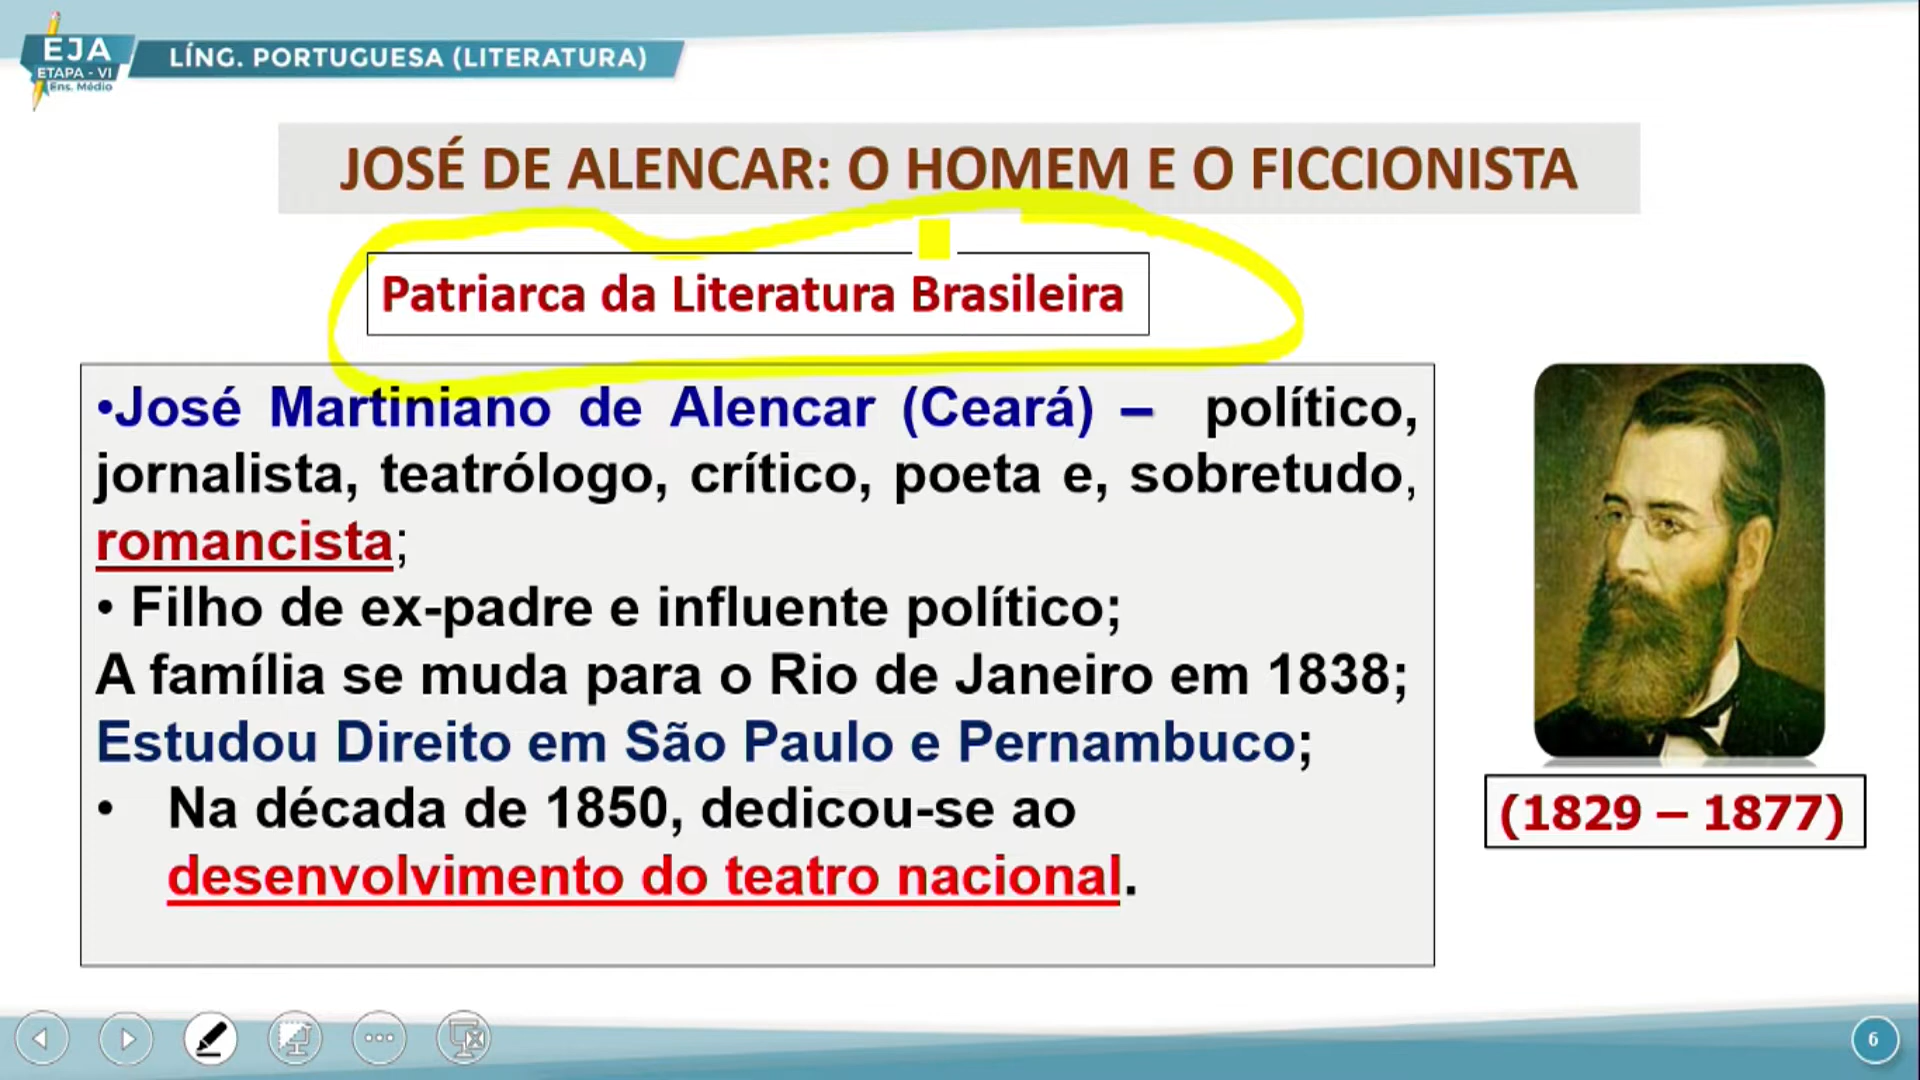 EJA
ETAPA - VI
Ens. Médio
LÍNG. PORTUGUESA (LITERATURA)
JOSÉ DE ALENCAR: O HOMEM E O FICCIONISTA
Patriarca da Literatura Brasileira
•José Martiniano de Alencar (Ceará) – político,
jornalista, teatrólogo, crítico, poeta e, sobretudo,
romancista;
• Filho de ex-padre e influente político;
A família se muda para o Rio de Janeiro em 1838;
Estudou Direito em São Paulo e Pernambuco;
• Na década de 1850, dedicou-se ao
desenvolvimento do teatro nacional.
(1829 – 1877)
6